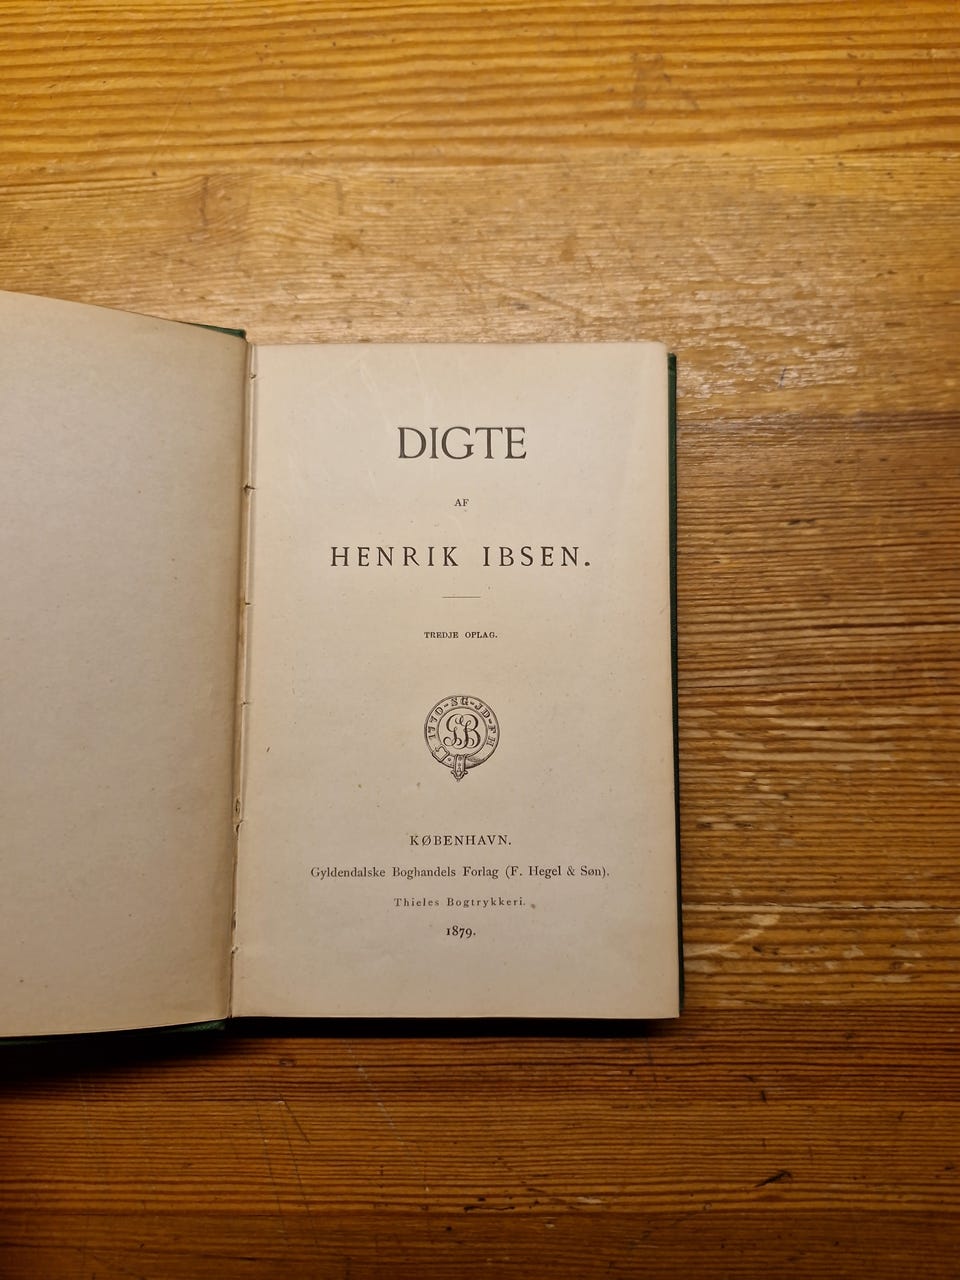 DIGTE
AF
HENRIK IBSEN.
TREDJE OPLAG.
1770-SG-JD-FH
GB
KØBENHAVN.
Gyldendalske Boghandels Forlag (F. Hegel & Søn).
Thieles Bogtrykkeri.
1879.